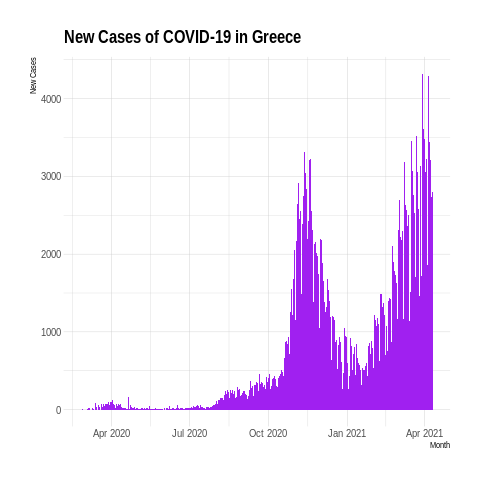 New Cases of COVID-19 in Greece
New Cases
4000
3000
2000
1000
0
Apr 2020 Jul 2020 Oct 2020 Jan 2021 Apr 2021
Month